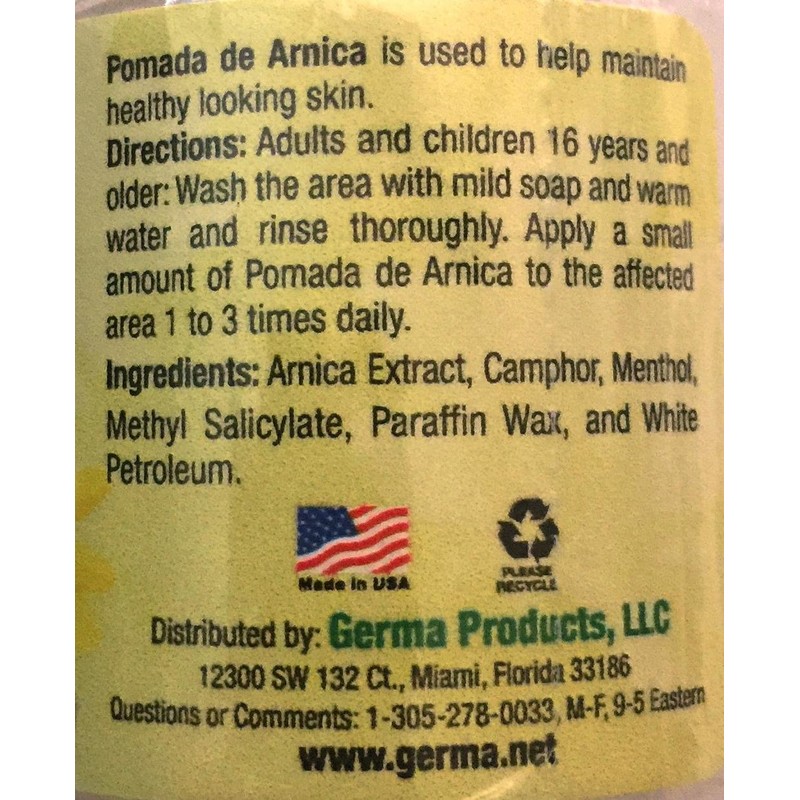 Pomada de Arnica is used to help maintain
healthy looking skin.
Directions: Adults and children 16 years and
older: Wash the area with mild soap and warm
water and rinse thoroughly. Apply a small
amount of Pomada de Arnica to the affected
area 1 to 3 times daily.
Ingredients: Arnica Extract, Camphor, Menthol,
Methyl Salicylate, Paraffin Wax, and White
Petroleum.
Made in USA
PLEASE
RECYCLE
Distributed by: Germa Products, LLC
12300 SW 132 Ct., Miami, Florida 33186
Questions or Comments: 1-305-278-0033, M-F, 9-5 Eastern
www.germa.net